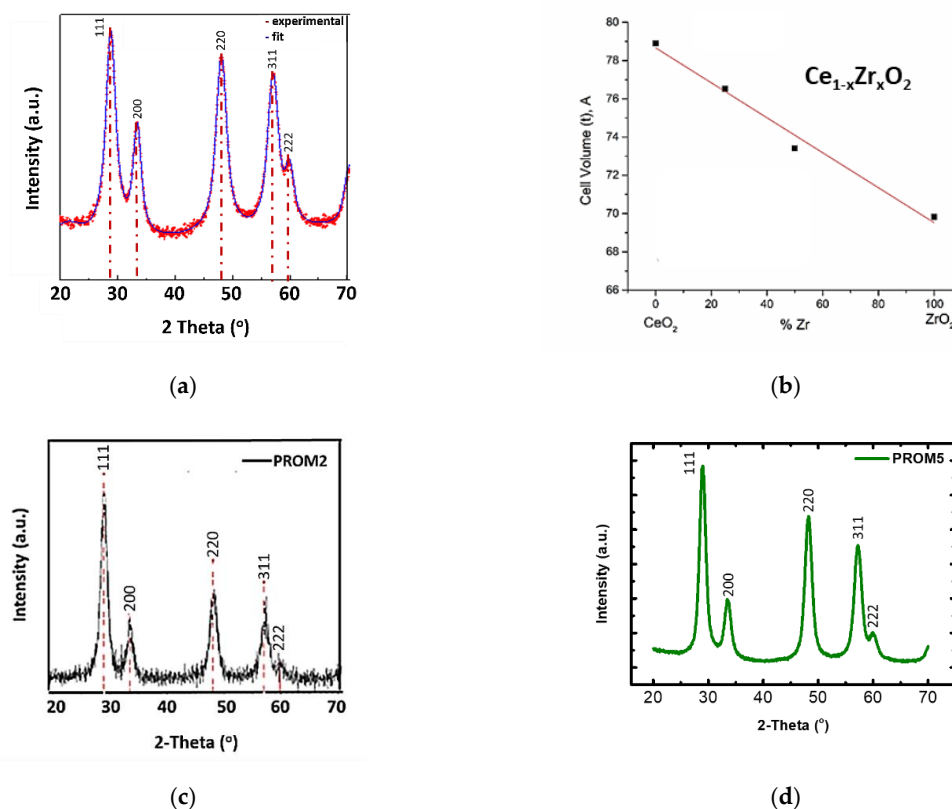 - experimental
- fit
111
200
220
311
222
Intensity (a.u.)
20 30 40 50 60 70
2 Theta (°)
(a)
80
78
76
74
72
70
68
66
Cell Volume (t), A
Ce1-xZrxO2
0 20 40 60 80 100
CeO2 % Zr ZrO2
(b)
PROM2
111
200
220
311
222
Intensity (a.u.)
20 30 40 50 60 70
2-Theta (°)
(c)
PROM5
111
200
220
311
222
Intensity (a.u.)
20 30 40 50 60 70
2-Theta (°)
(d)